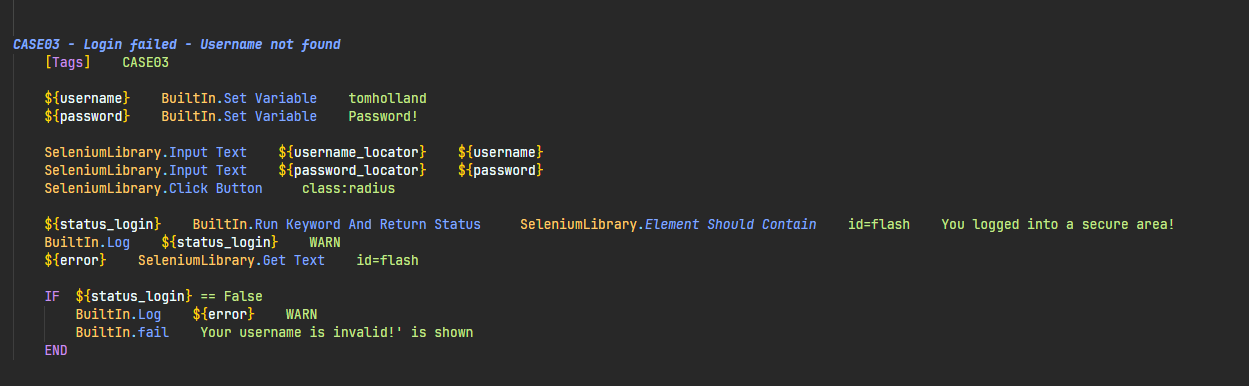 CASE03 - Login failed - Username not found
    [Tags]    CASE03
    ${username}    BuiltIn.Set Variable    tomholland
    ${password}    BuiltIn.Set Variable    Password!
    SeleniumLibrary.Input Text    ${username_locator}    ${username}
    SeleniumLibrary.Input Text    ${password_locator}    ${password}
    SeleniumLibrary.Click Button     class:radius
    ${status_login}    BuiltIn.Run Keyword And Return Status     SeleniumLibrary.Element Should Contain    id=flash    You logged into a secure area!
    BuiltIn.Log    ${status_login}    WARN
    ${error}    SeleniumLibrary.Get Text    id=flash
    IF  ${status_login} == False
        BuiltIn.Log    ${error}    WARN
        BuiltIn.fail    Your username is invalid!' is shown
    END